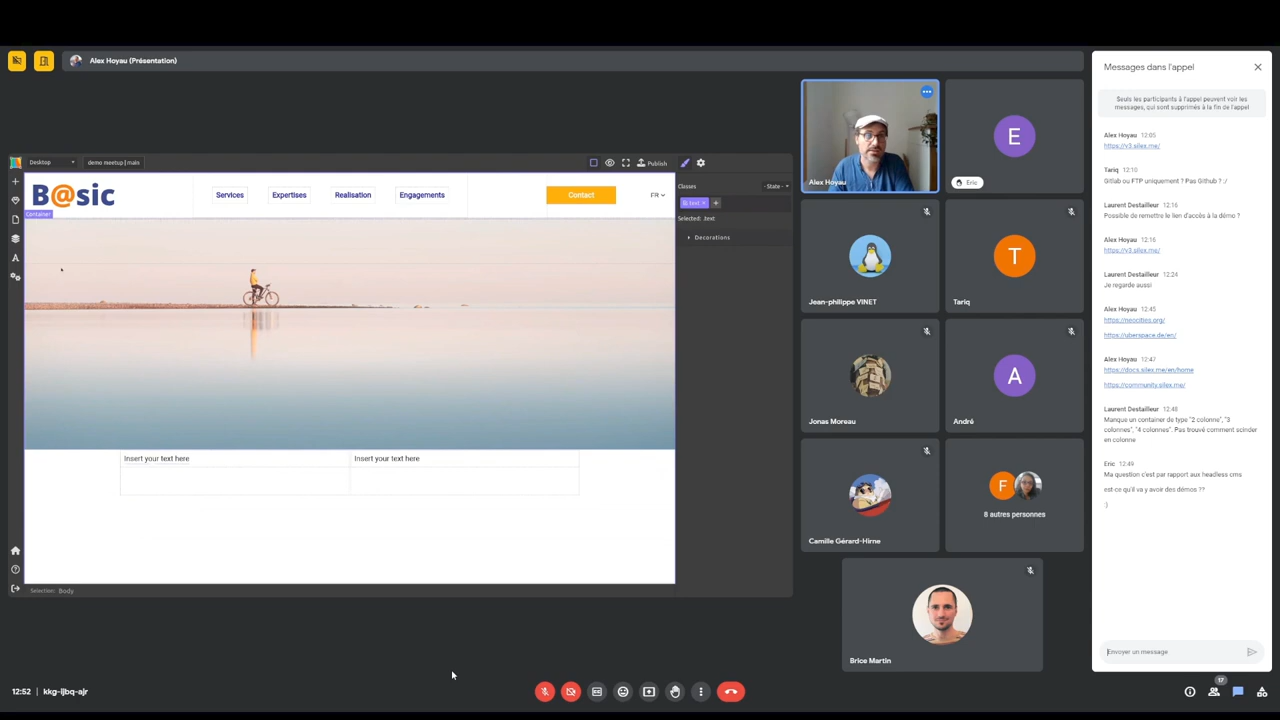 Alex Hoyau (Présentation)
Desktop
demo meetup | main
Publish
B@sic
Services
Expertises
Realisation
Engagements
Contact
FR
Container
Insert your text here
Insert your text here
Selection: Body
Classes
- State -
text
Selected: .text
Decorations
Alex Hoyau
E
Eric
Jean-philippe VINET
T
Tariq
Jonas Moreau
A
André
Camille Gérard-Hirne
F
8 autres personnes
Brice Martin
Messages dans l'appel
Seuls les participants à l'appel peuvent voir les
messages, qui sont supprimés à la fin de l'appel
Alex Hoyau 12:05
https://v3.silex.me/
Tariq 12:10
Gitlab ou FTP uniquement ? Pas Github ? :/
Laurent Destailleur 12:16
Possible de remettre le lien d'accès à la démo ?
Alex Hoyau 12:16
https://v3.silex.me/
Laurent Destailleur 12:24
Je regarde aussi
Alex Hoyau 12:45
https://neocities.org/
https://uberspace.de/en/
Alex Hoyau 12:47
https://docs.silex.me/en/home
https://community.silex.me/
Laurent Destailleur 12:48
Manque un container de type "2 colonne", "3
colonnes", "4 colonnes". Pas trouvé comment scinder
en colonne
Eric 12:49
Ma question c'est par rapport aux headless cms
est-ce qu'il va y avoir des démos ??
:)
Envoyer un message
12:52 | kkg-ijbq-ajr
17